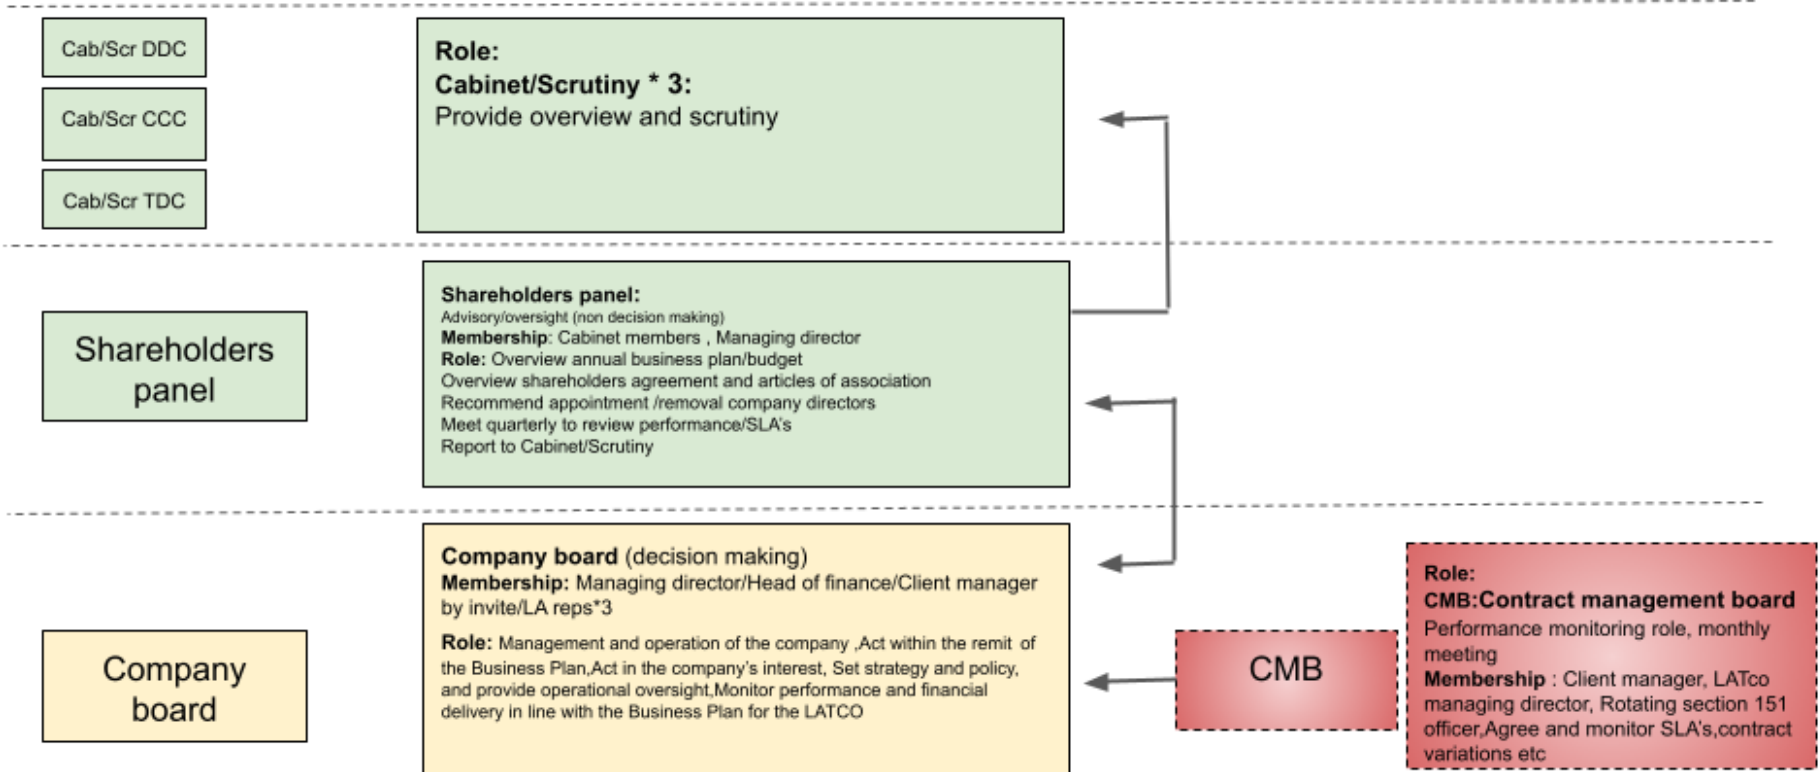 Cab/Scr DDC
Cab/Scr CCC
Cab/Scr TDC
Role:
Cabinet/Scrutiny * 3:
Provide overview and scrutiny
Shareholders
panel
Shareholders panel:
Advisory/oversight (non decision making)
Membership: Cabinet members , Managing director
Role: Overview annual business plan/budget
Overview shareholders agreement and articles of association
Recommend appointment /removal company directors
Meet quarterly to review performance/SLA's
Report to Cabinet/Scrutiny
Company
board
Company board (decision making)
Membership: Managing director/Head of finance/Client manager
by invite/LA reps*3
Role: Management and operation of the company ,Act within the remit of
the Business Plan,Act in the company's interest, Set strategy and policy,
and provide operational oversight,Monitor performance and financial
delivery in line with the Business Plan for the LATCO
CMB
Role:
CMB:Contract management board
Performance monitoring role, monthly
meeting
Membership : Client manager, LATco
managing director, Rotating section 151
officer,Agree and monitor SLA's,contract
variations etc